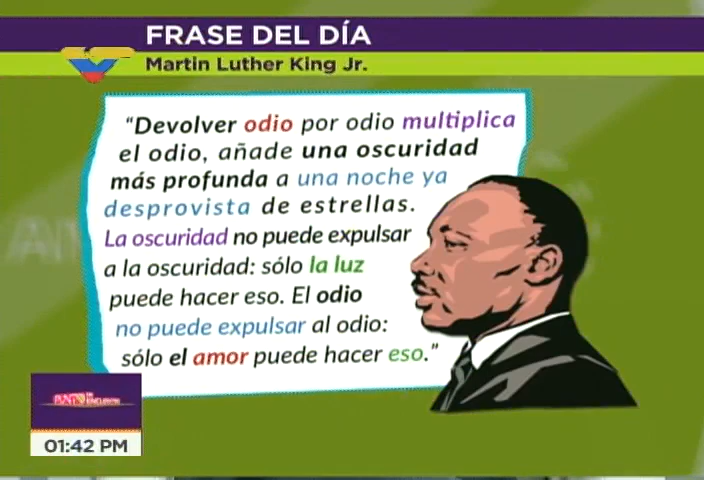 FRASE DEL DÍA
Martin Luther King Jr.
“Devolver odio por odio multiplica
el odio, añade una oscuridad
más profunda a una noche ya
desprovista de estrellas.
La oscuridad no puede expulsar
a la oscuridad: sólo la luz
puede hacer eso. El odio
no puede expulsar al odio:
sólo el amor puede hacer eso.”
01:42 PM